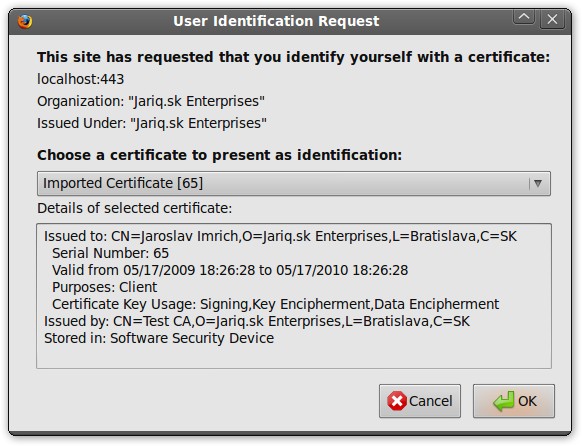 User Identification Request
This site has requested that you identify yourself with a certificate:
localhost:443
Organization: "Jariq.sk Enterprises"
Issued Under: "Jariq.sk Enterprises"
Choose a certificate to present as identification:
Imported Certificate [65]
Details of selected certificate:
Issued to: CN=Jaroslav Imrich,O=Jariq.sk Enterprises,L=Bratislava,C=SK
Serial Number: 65
Valid from 05/17/2009 18:26:28 to 05/17/2010 18:26:28
Purposes: Client
Certificate Key Usage: Signing,Key Encipherment,Data Encipherment
Issued by: CN=Test CA,O=Jariq.sk Enterprises,L=Bratislava,C=SK
Stored in: Software Security Device
Cancel OK